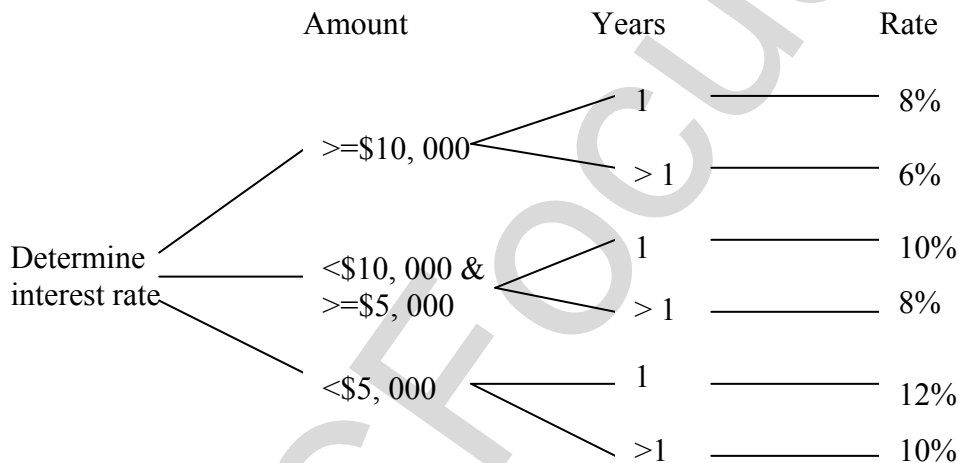 Amount Years Rate
1 8%
>=$10, 000
> 1 6%
Determine
interest rate
<$10, 000 &
>=$5, 000
1 10%
> 1 8%
<$5, 000
1 12%
>1 10%